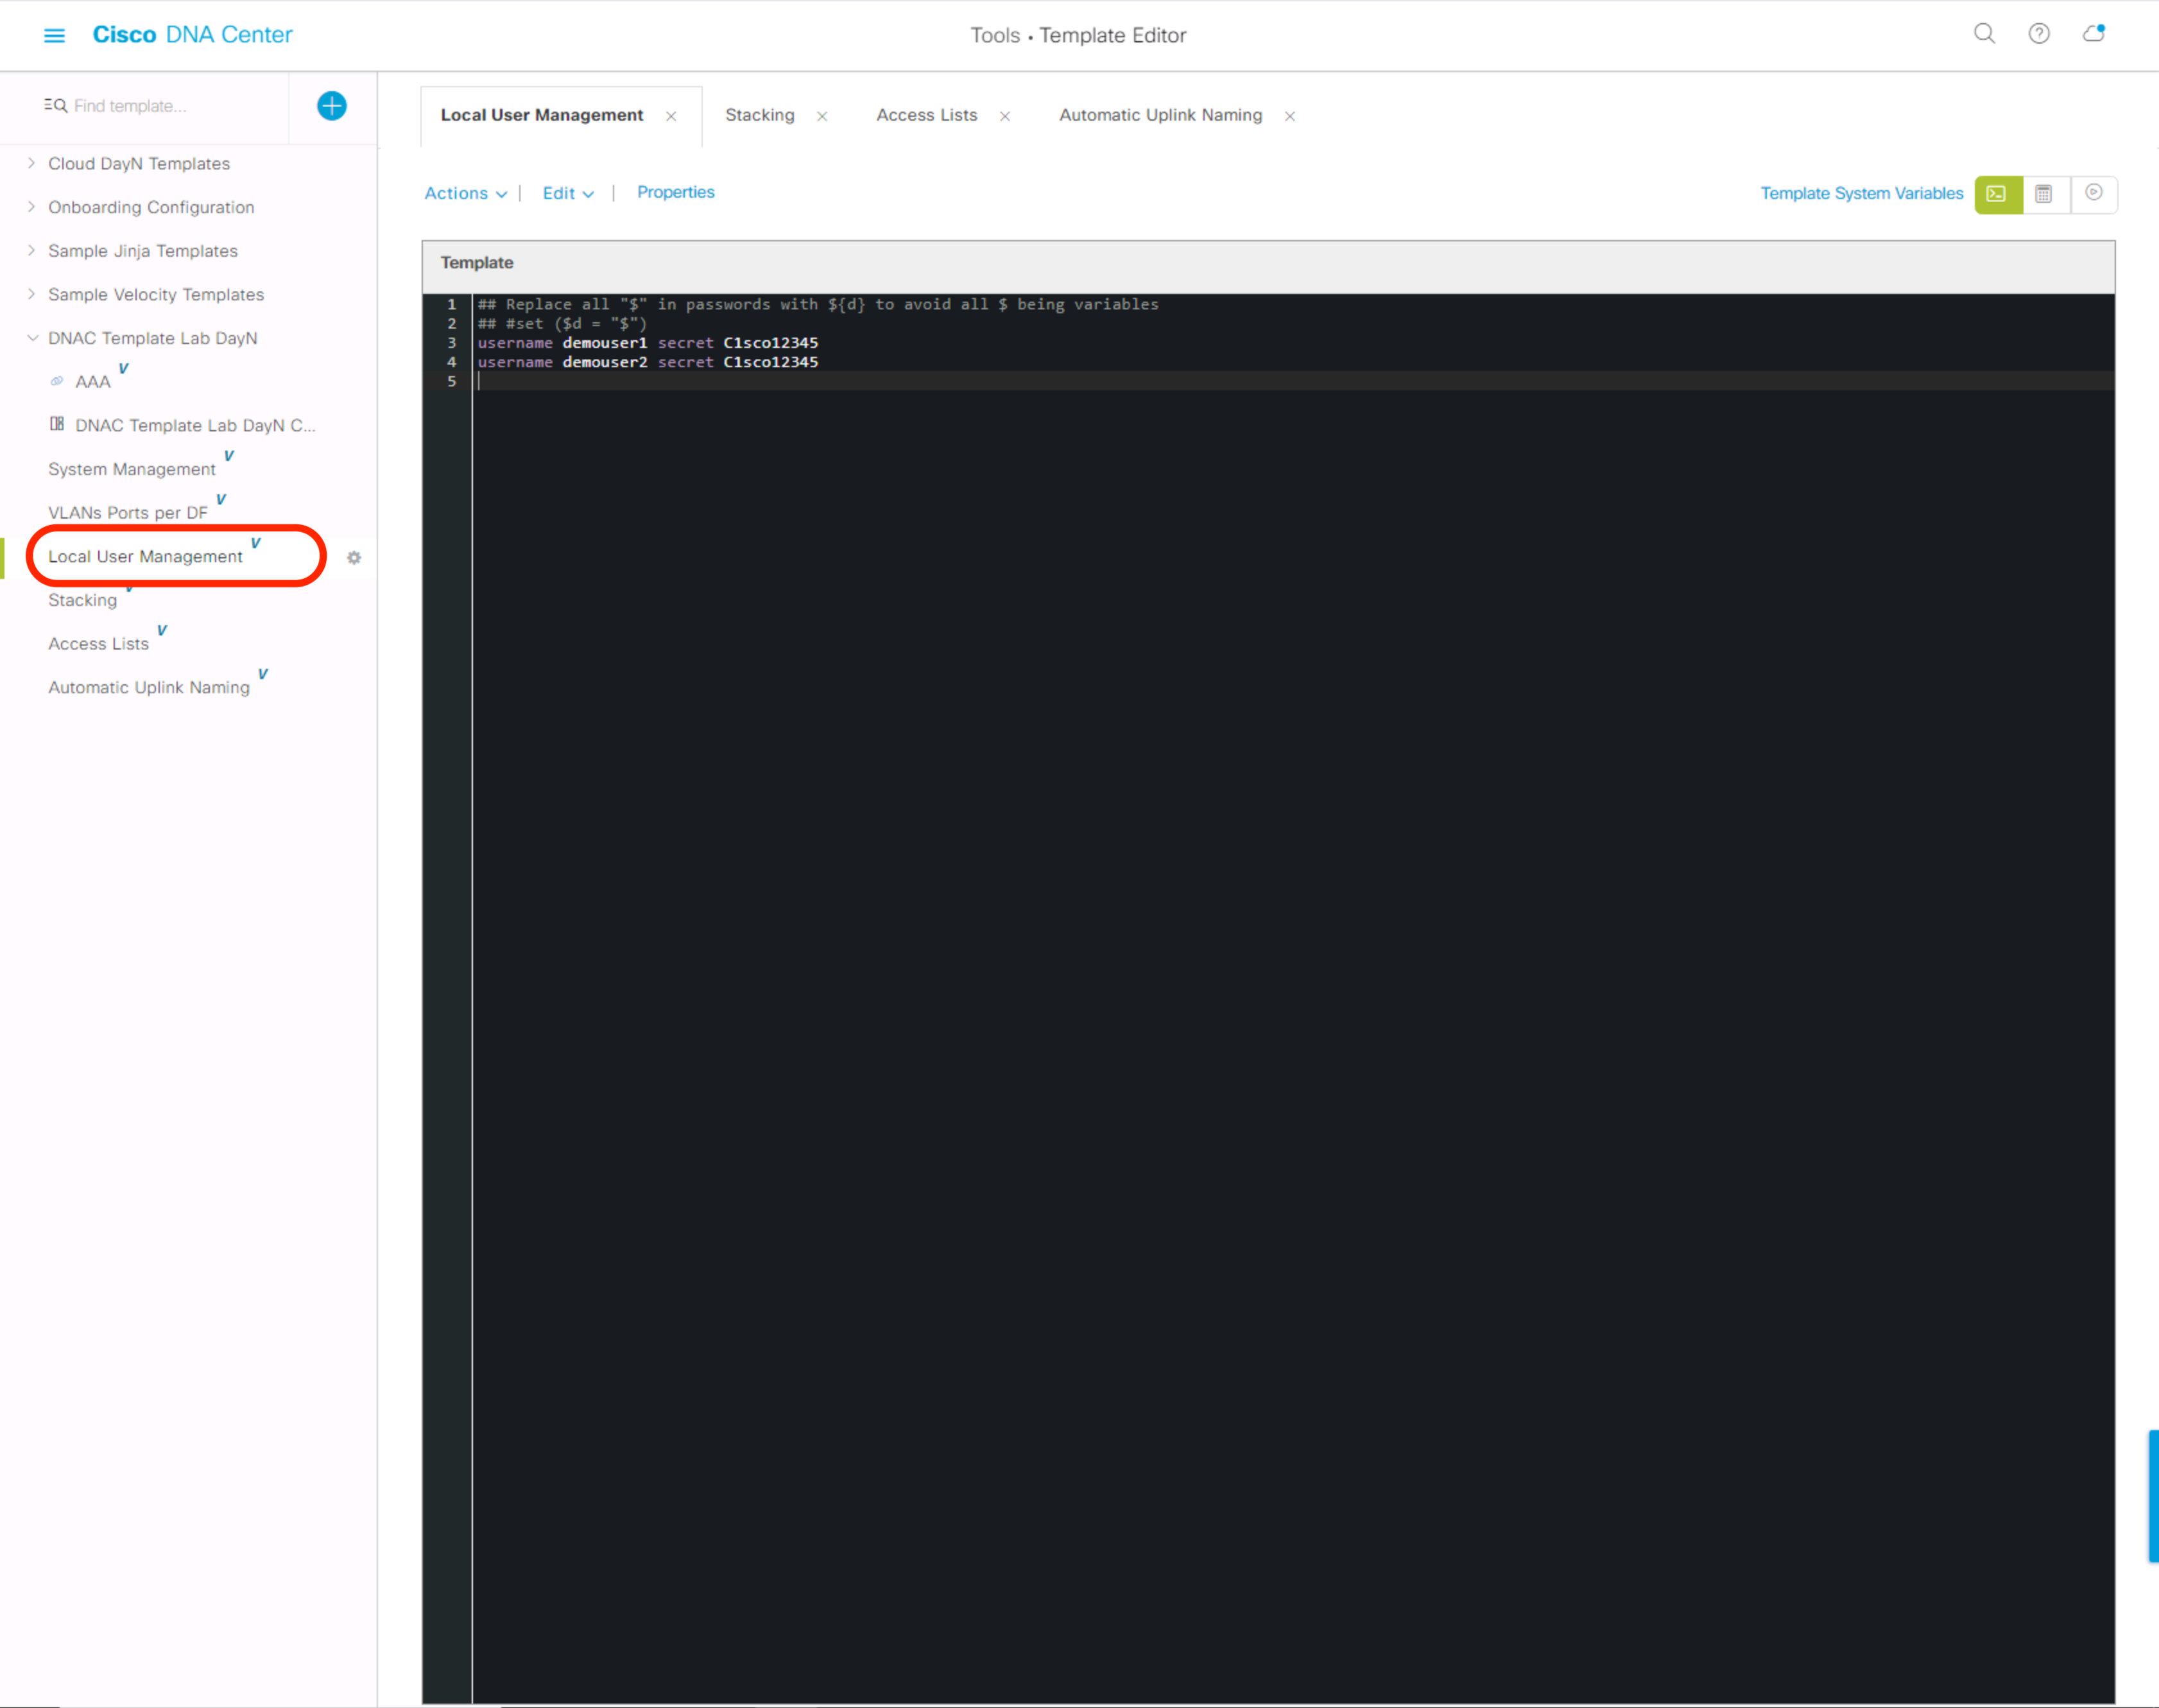 Cisco DNA Center
Tools • Template Editor
Find template...
Cloud DayN Templates
Onboarding Configuration
Sample Jinja Templates
Sample Velocity Templates
DNAC Template Lab DayN
AAA V
DNAC Template Lab DayN C...
System Management V
VLANs Ports per DF V
Local User Management V
Stacking V
Access Lists V
Automatic Uplink Naming V
Local User Management × Stacking × Access Lists × Automatic Uplink Naming ×
Actions | Edit | Properties Template System Variables
Template
1 ## Replace all "$" in passwords with ${d} to avoid all $ being variables
2 ## #set ($d = "$")
3 username demouser1 secret C1sco12345
4 username demouser2 secret C1sco12345
5